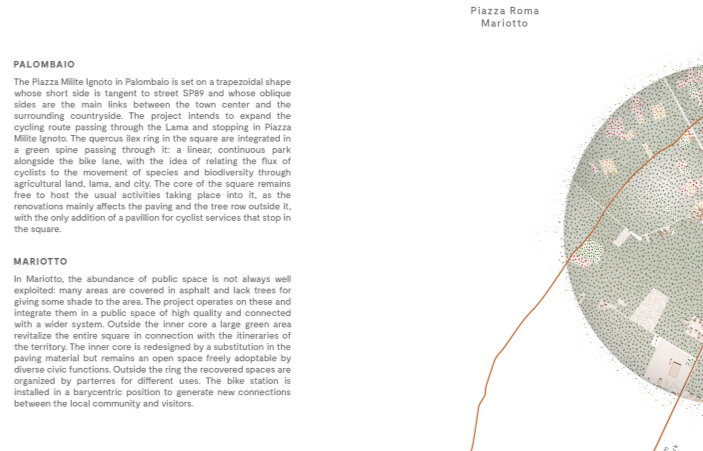 Piazza Roma
Mariotto
PALOMBAIO
The Piazza Milite Ignoto in Palombaio is set on a trapezoidal shape
whose short side is tangent to street SP89 and whose oblique
sides are the main links between the town center and the
surrounding countryside. The project intends to expand the
cycling route passing through the Lama and stopping in Piazza
Milite Ignoto. The quercus ilex ring in the square are integrated in
a green spine passing through it: a linear, continuous park
alongside the bike lane, with the idea of relating the flux of
cyclists to the movement of species and biodiversity through
agricultural land, lama, and city. The core of the square remains
free to host the usual activities taking place into it, as the
renovations mainly affects the paving and the tree row outside it,
with the only addition of a pavillion for cyclist services that stop in
the square.
MARIOTTO
In Mariotto, the abundance of public space is not always well
exploited: many areas are covered in asphalt and lack trees for
giving some shade to the area. The project operates on these and
integrate them in a public space of high quality and connected
with a wider system. Outside the inner core a large green area
revitalize the entire square in connection with the itineraries of
the territory. The inner core is redesigned by a substitution in the
paving material but remains an open space freely adoptable by
diverse civic functions. Outside the ring the recovered spaces are
organized by parterres for different uses. The bike station is
installed in a barycentric position to generate new connections
between the local community and visitors.